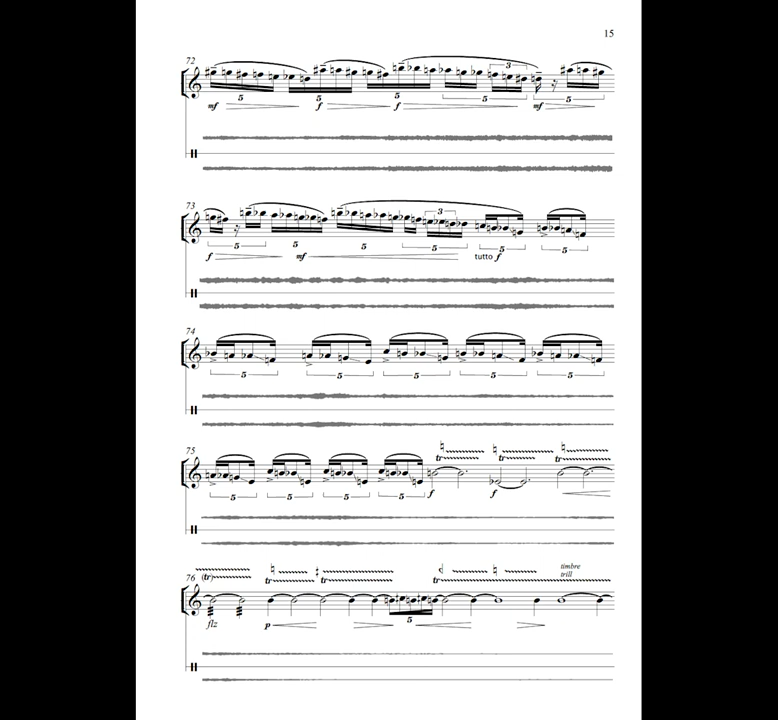 15
72
3
5 5 5 5 5
mf f f mf
73
3
5 5 5 5 5 5
f mf tutto f
74
5 5 5 5 5
75
tr tr tr
5 5 5 5
f f
76
timbre
(tr) tr tr tr trill
5
flz p